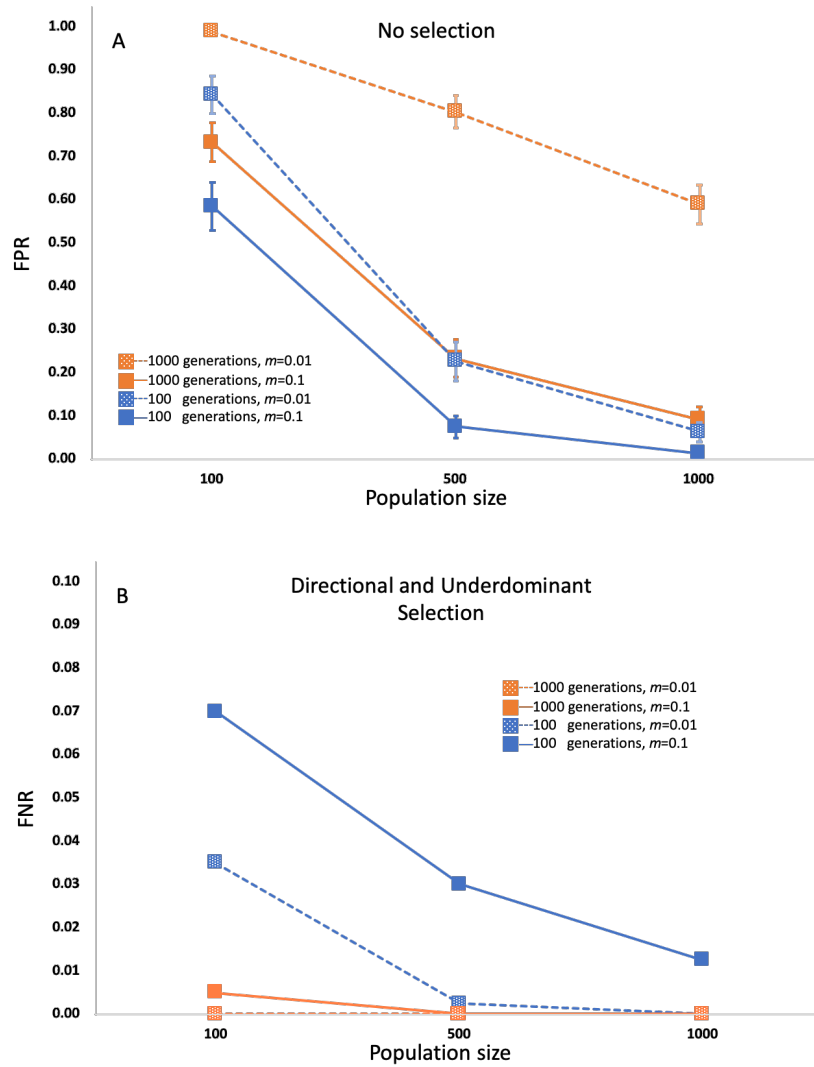 A
No selection
1.00
0.90
0.80
0.70
0.60
0.50
0.40
0.30
0.20
0.10
0.00
FPR
1000 generations, m=0.01
1000 generations, m=0.1
100 generations, m=0.01
100 generations, m=0.1
100 500 1000
Population size
B
Directional and Underdominant
Selection
0.10
0.09
0.08
0.07
0.06
0.05
0.04
0.03
0.02
0.01
0.00
FNR
1000 generations, m=0.01
1000 generations, m=0.1
100 generations, m=0.01
100 generations, m=0.1
100 500 1000
Population size